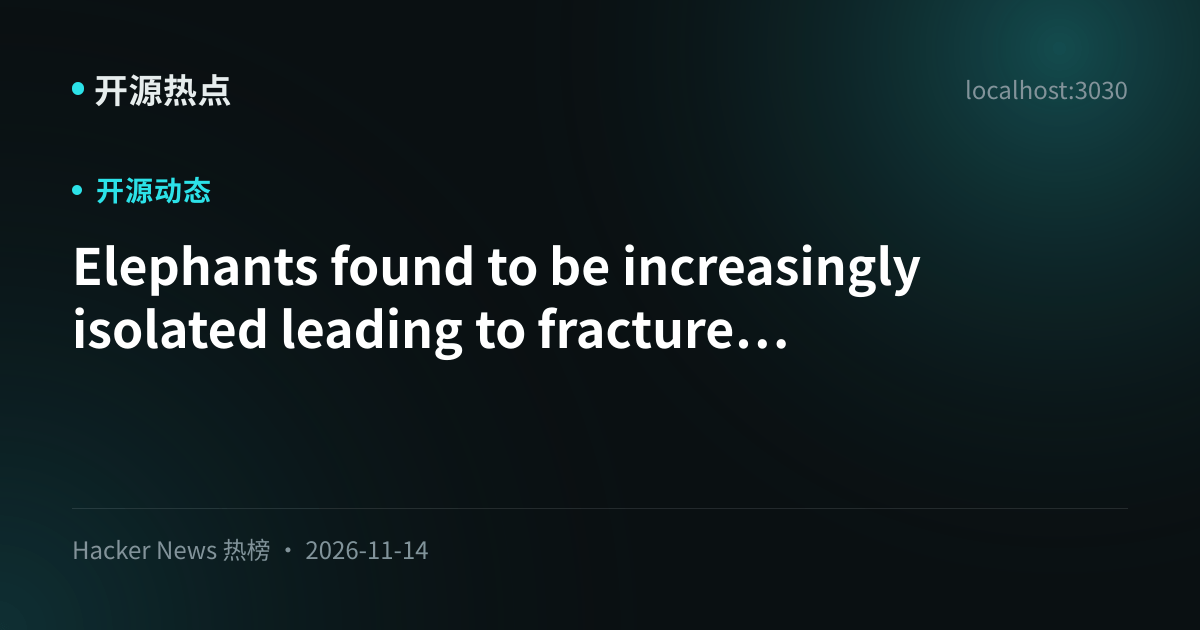 开源热点
localhost:3030
开源动态
Elephants found to be increasingly
isolated leading to fracture…
Hacker News 热榜 · 2026-11-14